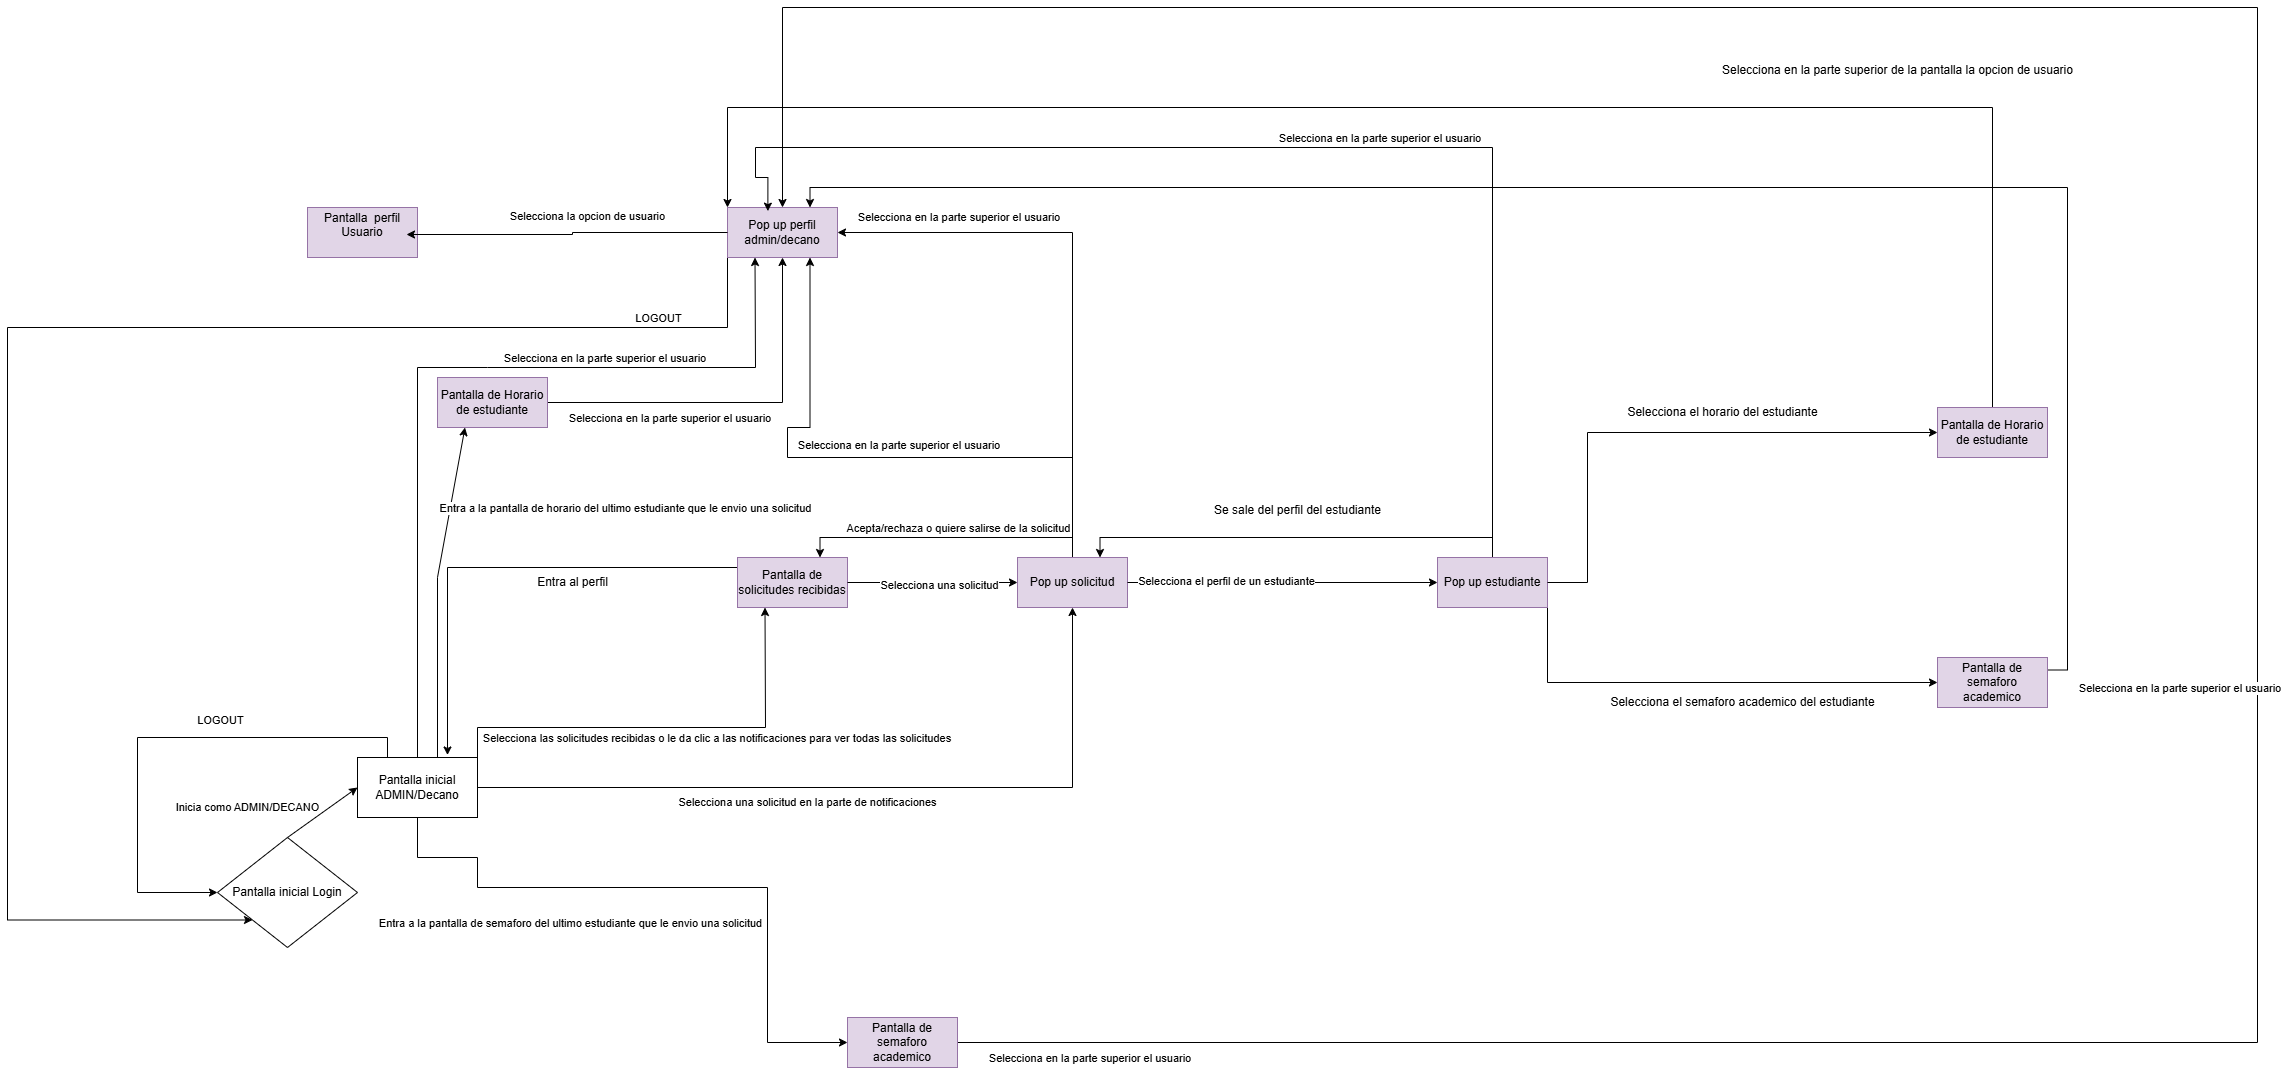 Selecciona en la parte superior de la pantalla la opcion de usuario
Selecciona en la parte superior el usuario
Pantalla perfil
Usuario
Selecciona la opcion de usuario
Pop up perfil
admin/decano
Selecciona en la parte superior el usuario
LOGOUT
Selecciona en la parte superior el usuario
Pantalla de Horario
de estudiante
Selecciona en la parte superior el usuario
Selecciona en la parte superior el usuario
Selecciona el horario del estudiante
Pantalla de Horario
de estudiante
Entra a la pantalla de horario del ultimo estudiante que le envio una solicitud
Acepta/rechaza o quiere salirse de la solicitud
Se sale del perfil del estudiante
Entra al perfil
Pantalla de
solicitudes recibidas
Selecciona una solicitud
Pop up solicitud
Selecciona el perfil de un estudiante
Pop up estudiante
Pantalla de
semaforo
academico
Selecciona en la parte superior el usuario
Selecciona el semaforo academico del estudiante
LOGOUT
Selecciona las solicitudes recibidas o le da clic a las notificaciones para ver todas las solicitudes
Pantalla inicial
ADMIN/Decano
Inicia como ADMIN/DECANO
Selecciona una solicitud en la parte de notificaciones
Pantalla inicial Login
Entra a la pantalla de semaforo del ultimo estudiante que le envio una solicitud
Pantalla de
semaforo
academico
Selecciona en la parte superior el usuario